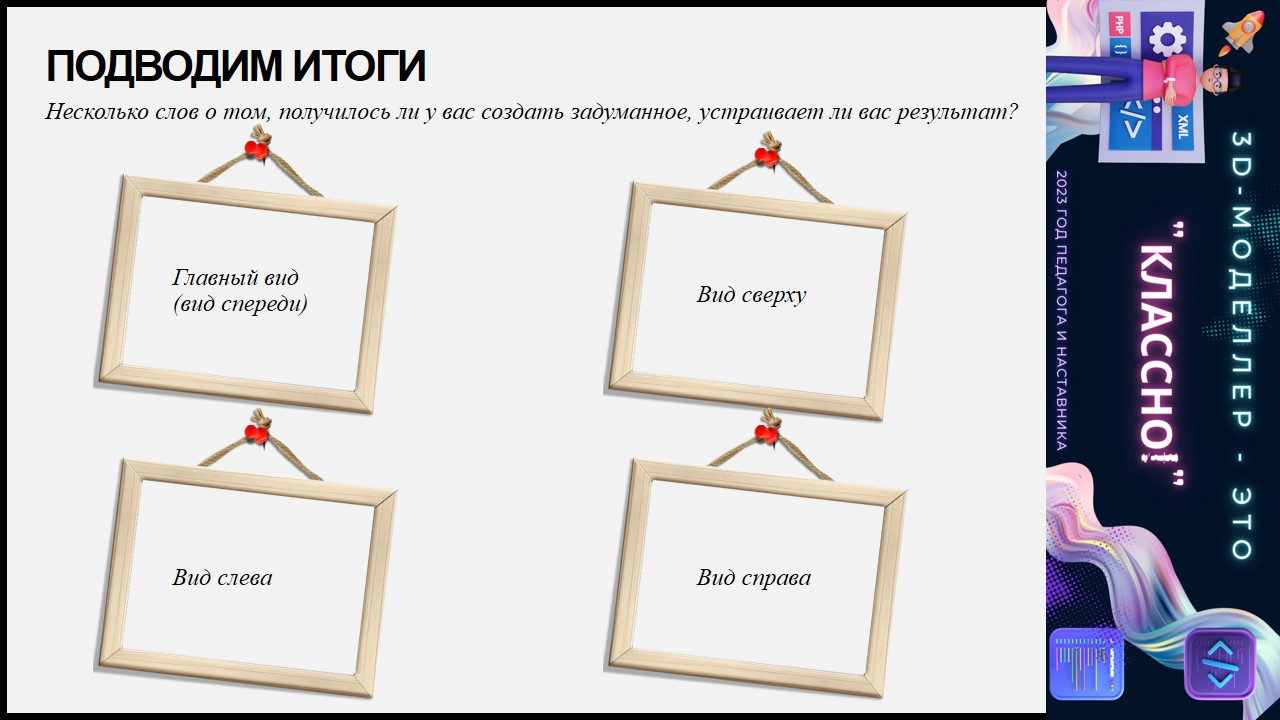 ПОДВОДИМ ИТОГИ
Несколько слов о том, получилось ли у вас создать задуманное, устраивает ли вас результат?
Главный вид
(вид спереди)
Вид сверху
Вид слева
Вид справа
3D-МОДЕЛЛЕР - ЭТО
" КЛАССНО! "
2023 ГОД ПЕДАГОГА И НАСТАВНИКА
PHP
{}
XML
</>
</>